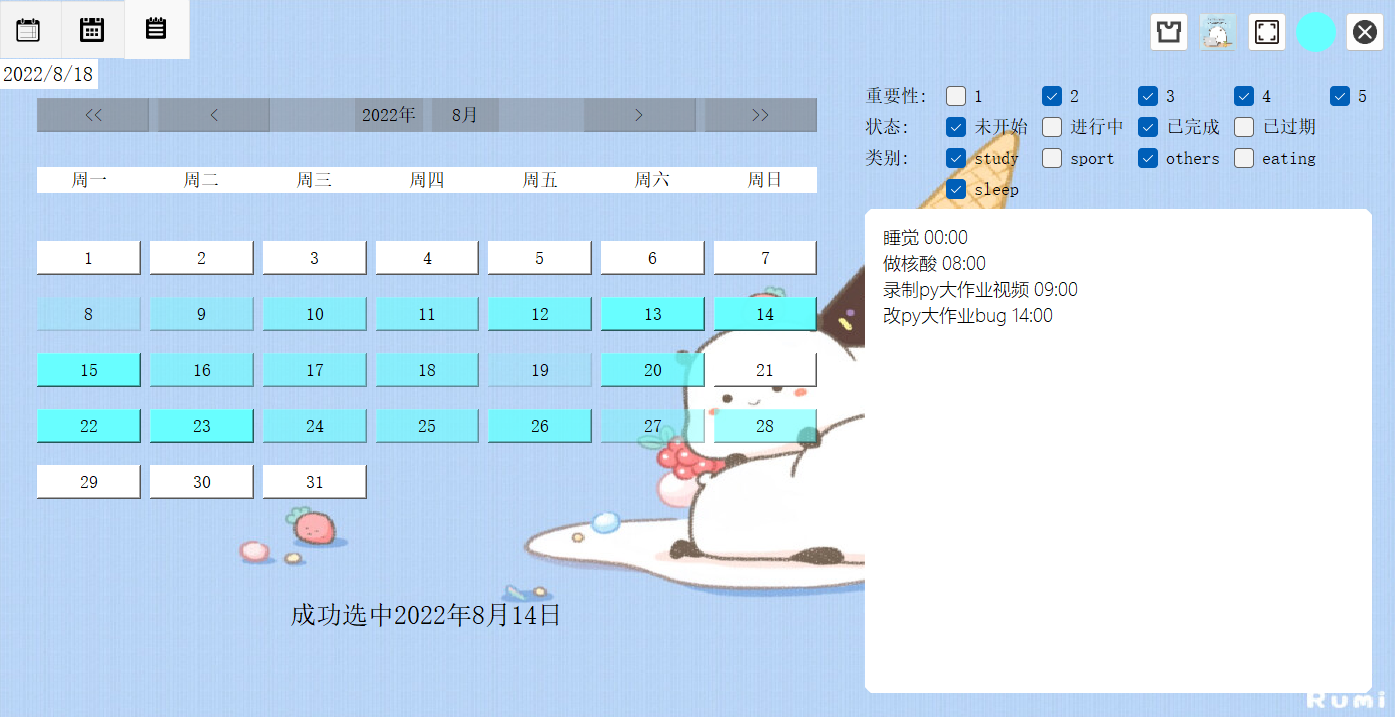 2022/8/18
<< < 2022年 8月 > >>
周一 周二 周三 周四 周五 周六 周日
1 2 3 4 5 6 7
8 9 10 11 12 13 14
15 16 17 18 19 20 21
22 23 24 25 26 27 28
29 30 31
成功选中2022年8月14日
重要性: 1 2 3 4 5
状态: 未开始 进行中 已完成 已过期
类别: study sport others eating
sleep
睡觉 00:00
做核酸 08:00
录制py大作业视频 09:00
改py大作业bug 14:00
Rumi